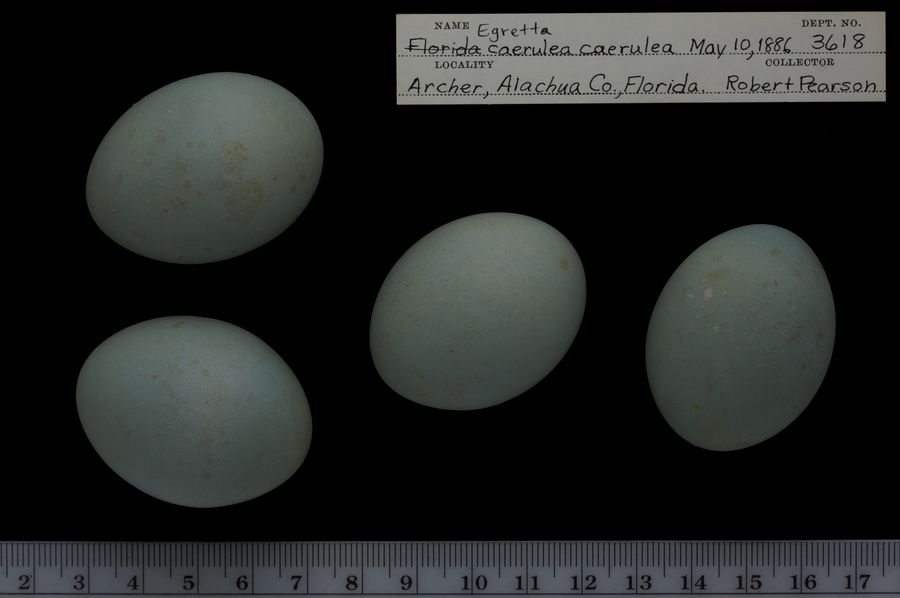 NAME DEPT. NO.
Egretta
Florida caerulea caerulea May 10, 1886 3618
LOCALITY COLLECTOR
Archer, Alachua Co., Florida. Robert Pearson
2 3 4 5 6 7 8 9 10 11 12 13 14 15 16 17